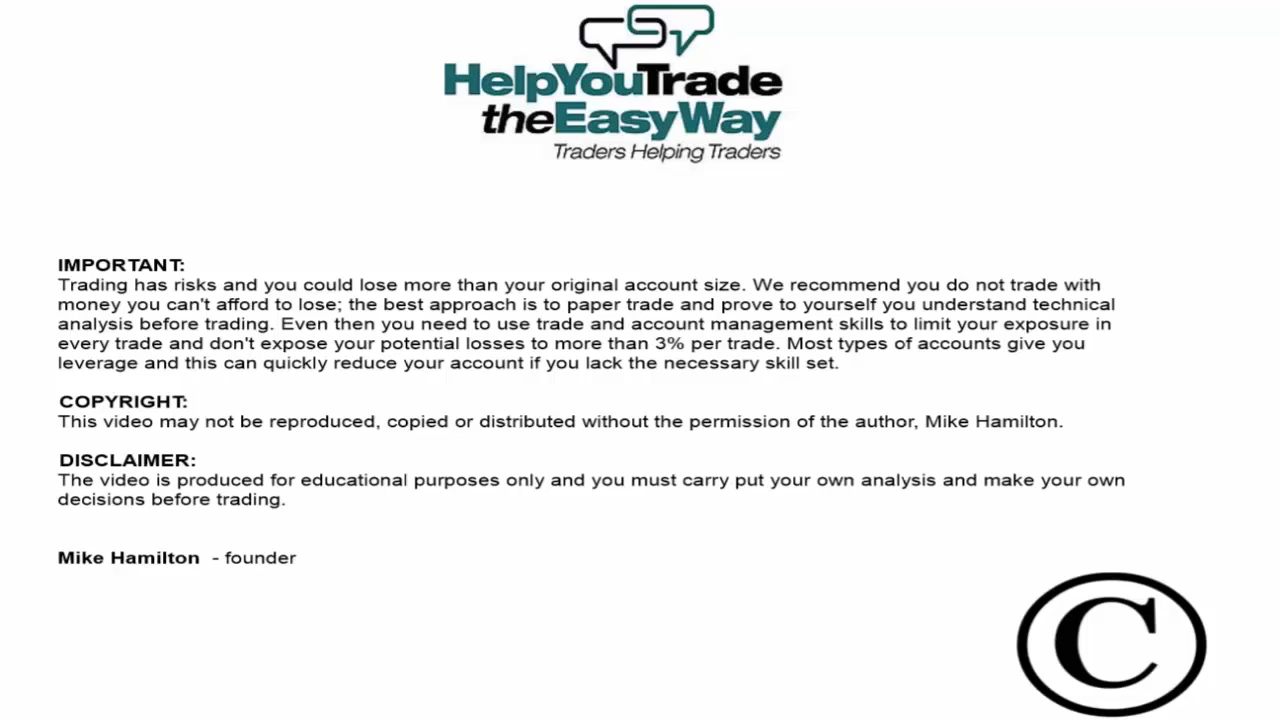 HelpYouTrade
theEasyWay
Traders Helping Traders
IMPORTANT:
Trading has risks and you could lose more than your original account size. We recommend you do not trade with
money you can't afford to lose; the best approach is to paper trade and prove to yourself you understand technical
analysis before trading. Even then you need to use trade and account management skills to limit your exposure in
every trade and don't expose your potential losses to more than 3% per trade. Most types of accounts give you
leverage and this can quickly reduce your account if you lack the necessary skill set.
COPYRIGHT:
This video may not be reproduced, copied or distributed without the permission of the author, Mike Hamilton.
DISCLAIMER:
The video is produced for educational purposes only and you must carry put your own analysis and make your own
decisions before trading.
Mike Hamilton - founder
©